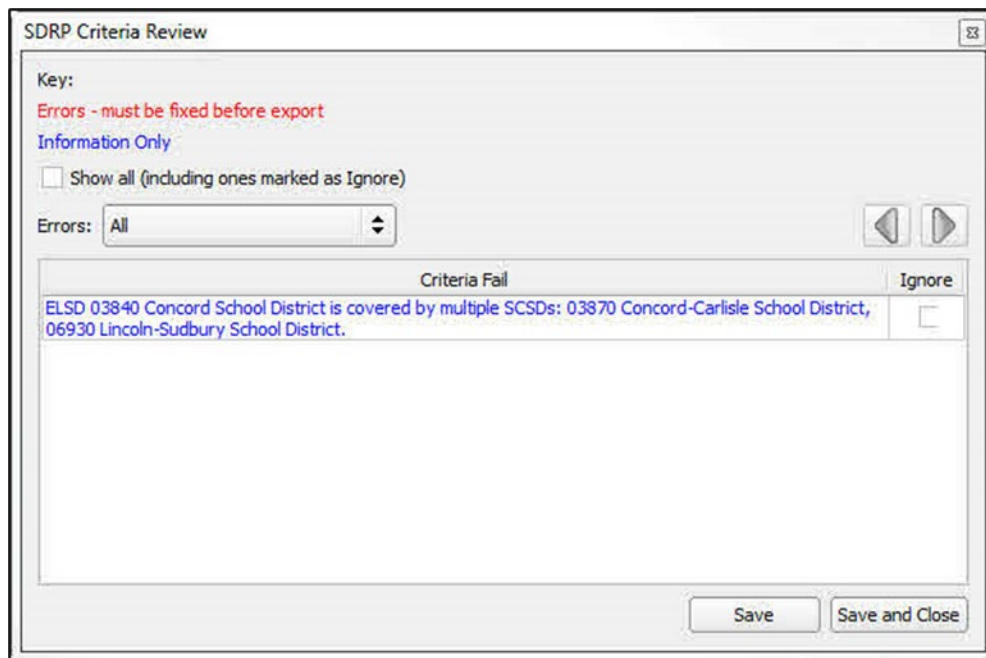 SDRP Criteria Review
Key:
Errors - must be fixed before export
Information Only
Show all (including ones marked as Ignore)
Errors: All
Criteria Fail Ignore
ELSD 03840 Concord School District is covered by multiple SCSDs: 03870 Concord-Carlisle School District,
06930 Lincoln-Sudbury School District.
Save Save and Close